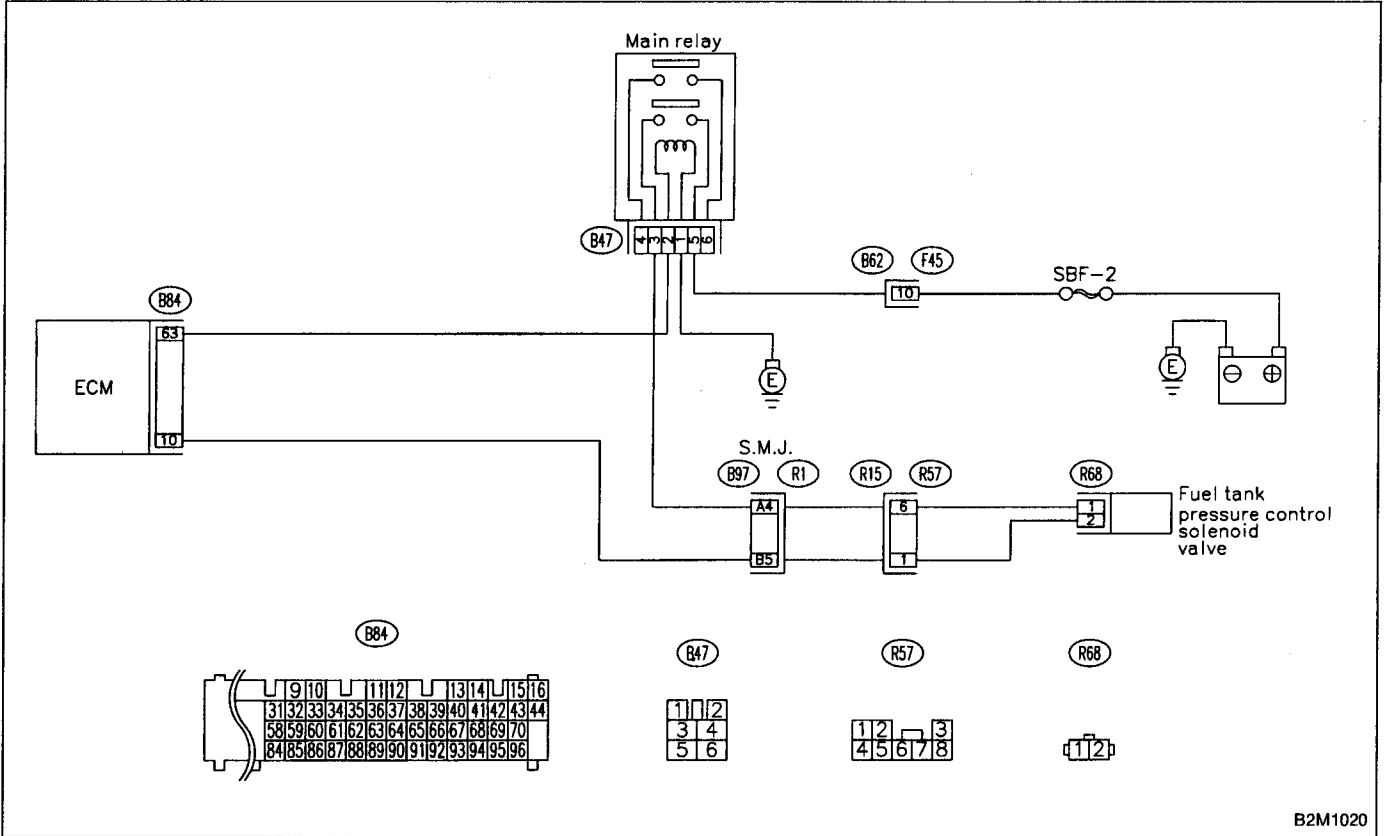 Main relay
B47
4 3 2 1 5 6
B62 F45
10
SBF-2
B84
63
ECM
10
E
E
⊖ ⊕
S.M.J.
B97 R1 R15 R57 R68
A4 6 1
2
B5 1
Fuel tank
pressure control
solenoid
valve
B84
9 10 11 12 13 14 15 16
31 32 33 34 35 36 37 38 39 40 41 42 43 44
58 59 60 61 62 63 64 65 66 67 68 69 70
84 85 86 87 88 89 90 91 92 93 94 95 96
B47
1 2
3 4
5 6
R57
1 2 3
4 5 6 7 8
R68
1 2
B2M1020